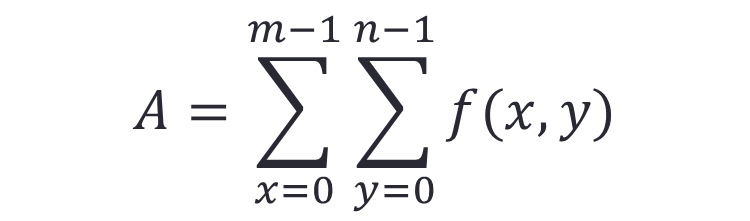 m−1 n−1
A = ∑ ∑ f(x, y)
x=0 y=0